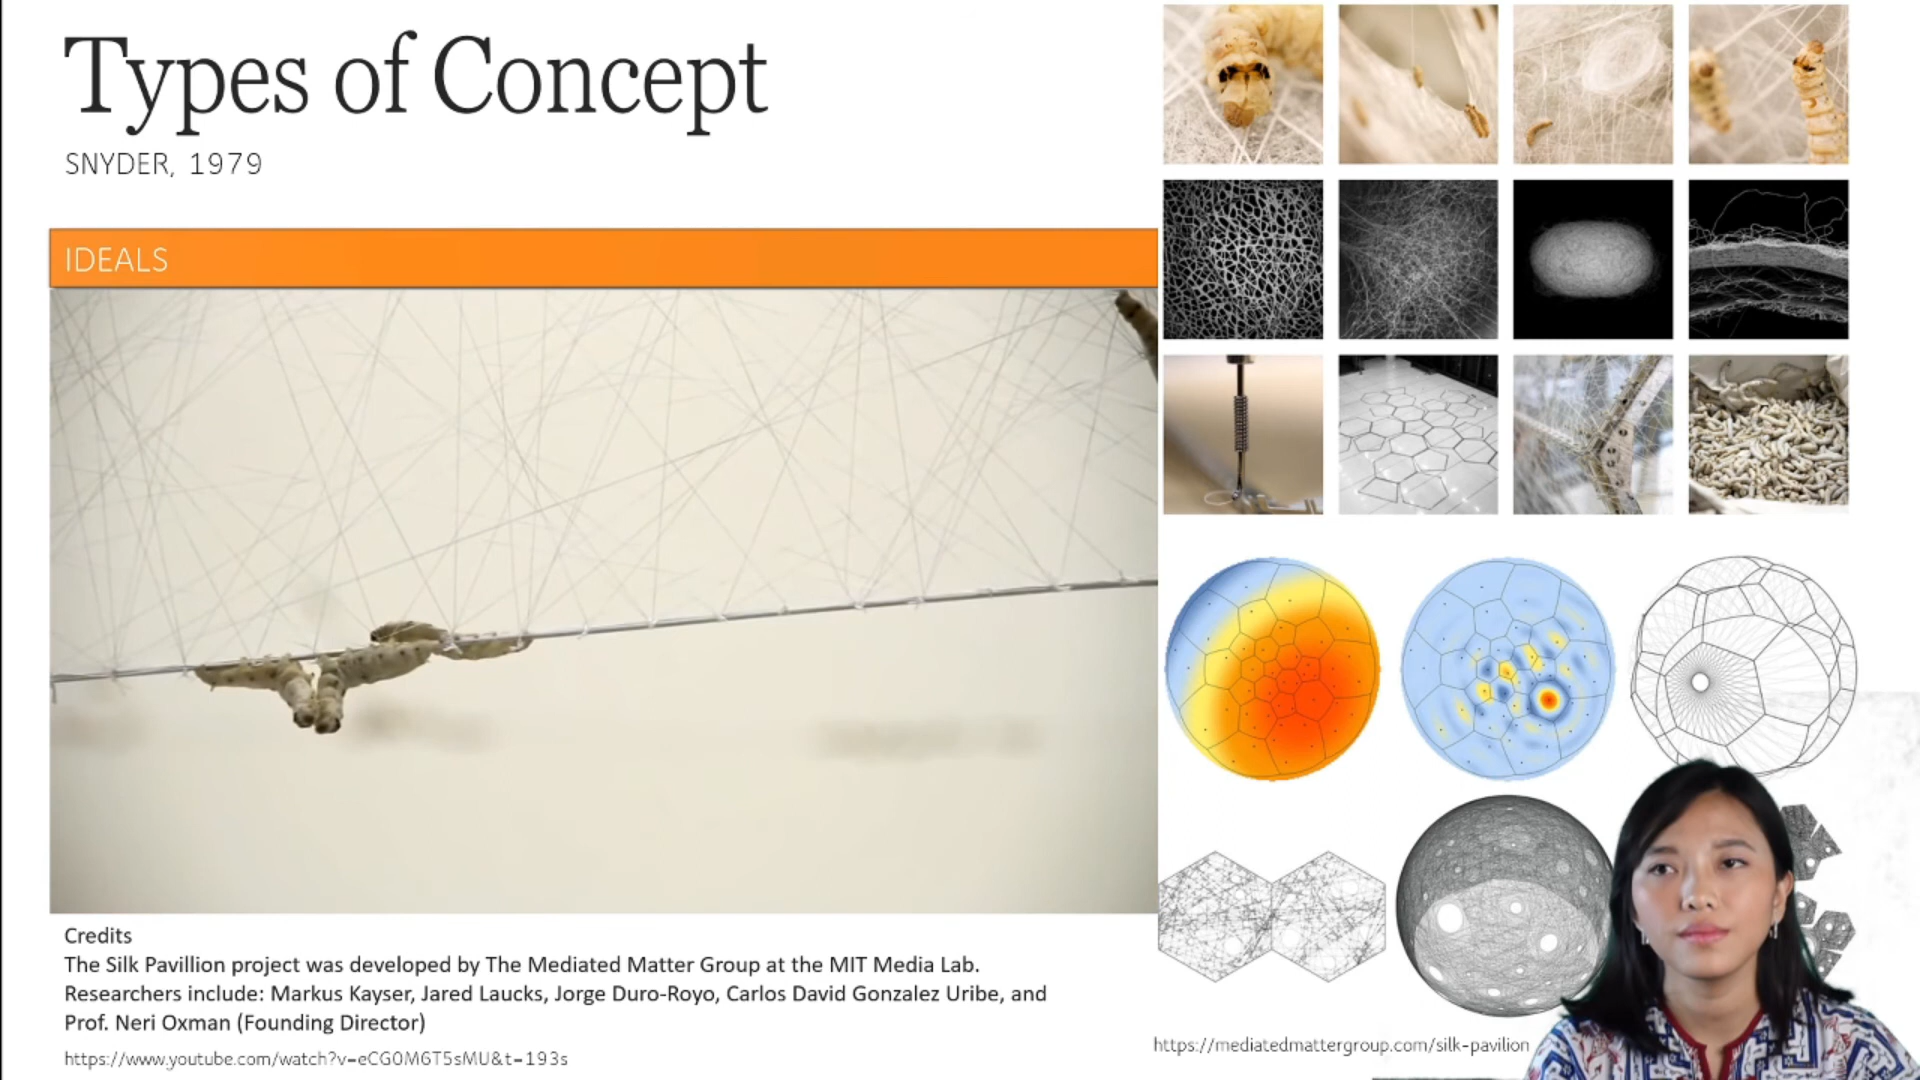 Types of Concept
SNYDER, 1979
IDEALS
Credits
The Silk Pavillion project was developed by The Mediated Matter Group at the MIT Media Lab.
Researchers include: Markus Kayser, Jared Laucks, Jorge Duro-Royo, Carlos David Gonzalez Uribe, and
Prof. Neri Oxman (Founding Director)
https://www.youtube.com/watch?v=eCG0M6T5sMU&t=193s
https://mediatedmattergroup.com/silk-pavilion